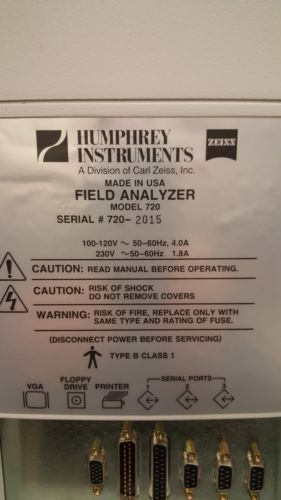 HUMPHREY
INSTRUMENTS
ZEISS
A Division of Carl Zeiss, Inc.
MADE IN USA
FIELD ANALYZER
MODEL 720
SERIAL # 720- 2015
100-120V ~ 50-60Hz, 4.0A
230V ~ 50-60Hz 1.8A
CAUTION: READ MANUAL BEFORE OPERATING.
CAUTION: RISK OF SHOCK
DO NOT REMOVE COVERS
WARNING: RISK OF FIRE, REPLACE ONLY WITH
SAME TYPE AND RATING OF FUSE.
(DISCONNECT POWER BEFORE SERVICING)
TYPE B CLASS 1
VGA FLOPPY DRIVE PRINTER SERIAL PORTS
1 2 3